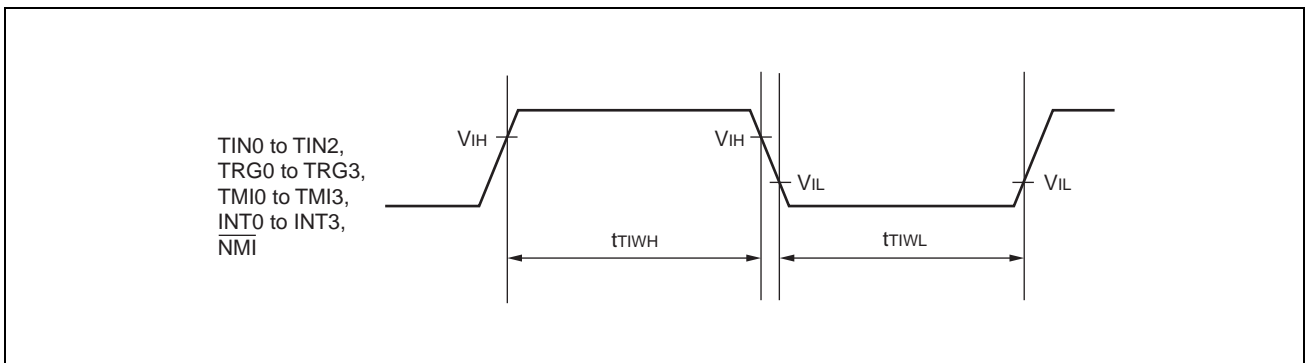 TIN0 to TIN2,
TRG0 to TRG3,
TMI0 to TMI3,
INT0 to INT3,
NMI
VIH
VIH
VIL
VIL
tTIWH
tTIWL